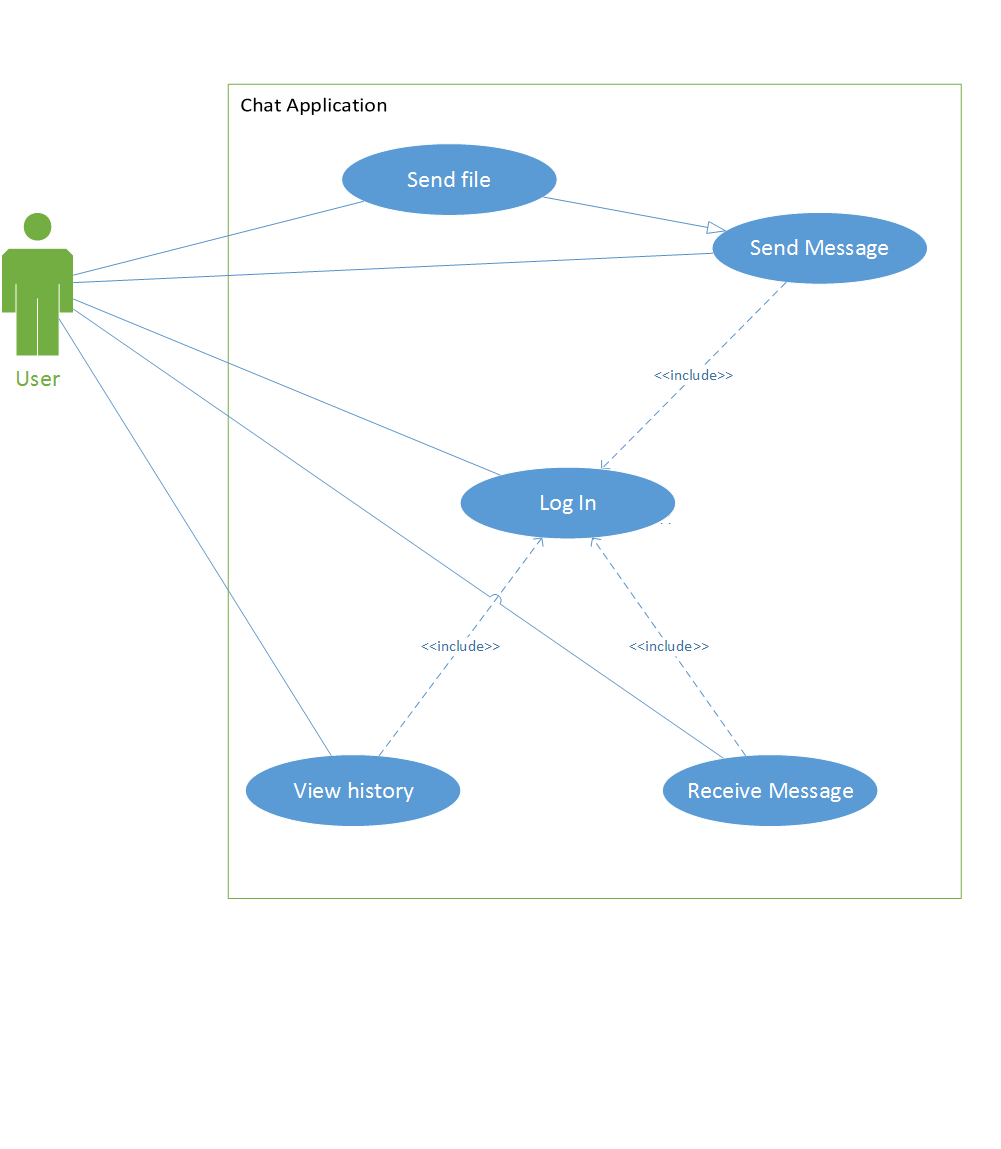 Chat Application
Send file
Send Message
User
<<include>>
Log In
<<include>>
<<include>>
View history
Receive Message